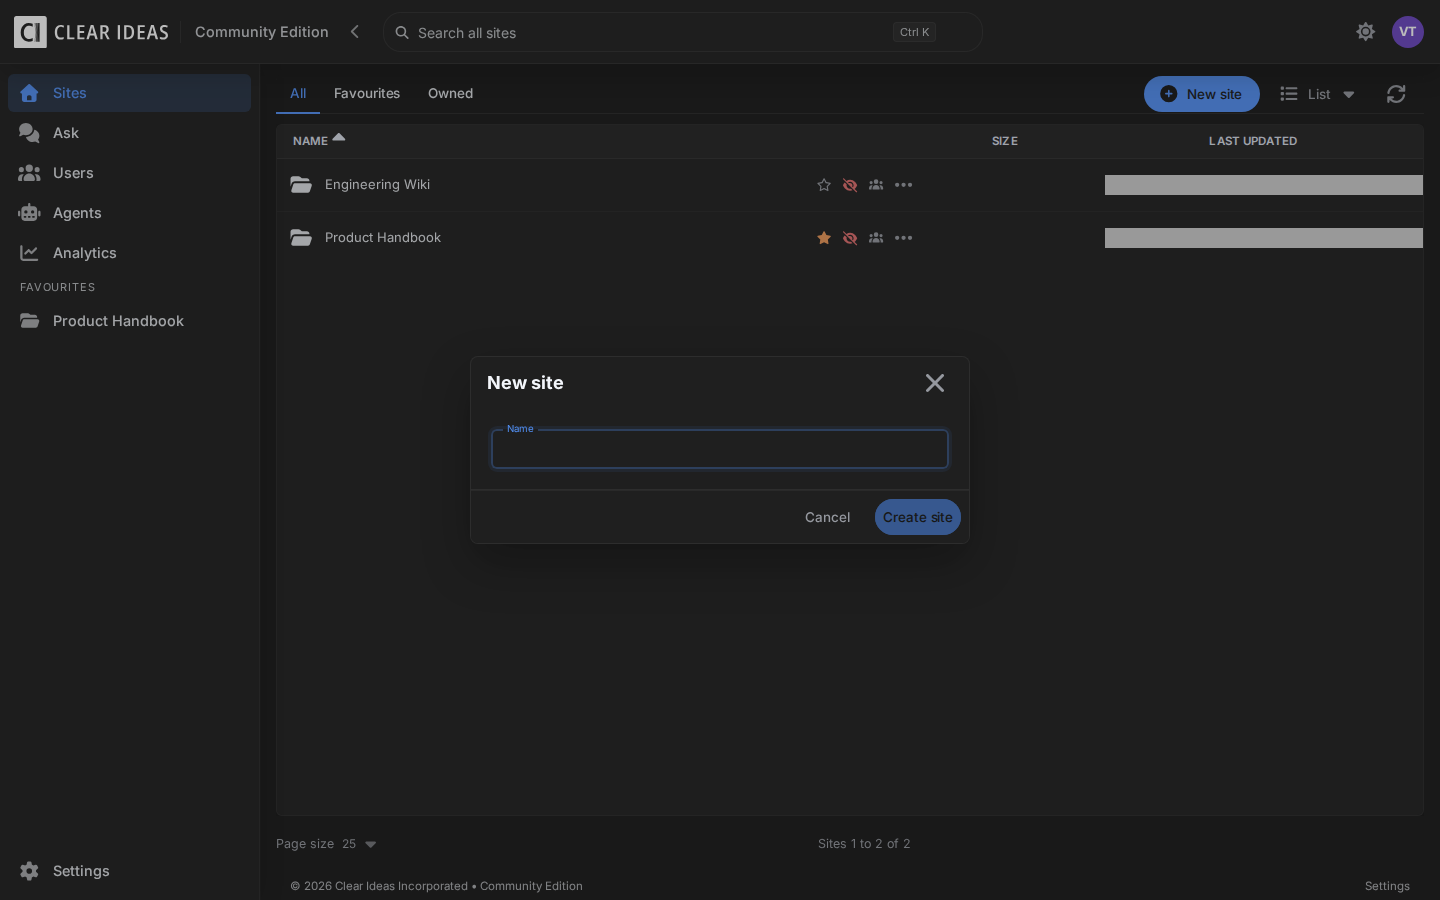 CI CLEAR IDEAS
Community Edition
Search all sites
Ctrl K
VT
Sites
Ask
Users
Agents
Analytics
FAVOURITES
Product Handbook
Settings
All
Favourites
Owned
New site
List
NAME
SIZE
LAST UPDATED
Engineering Wiki
Product Handbook
New site
Name
Cancel
Create site
Page size 25
Sites 1 to 2 of 2
© 2026 Clear Ideas Incorporated • Community Edition
Settings